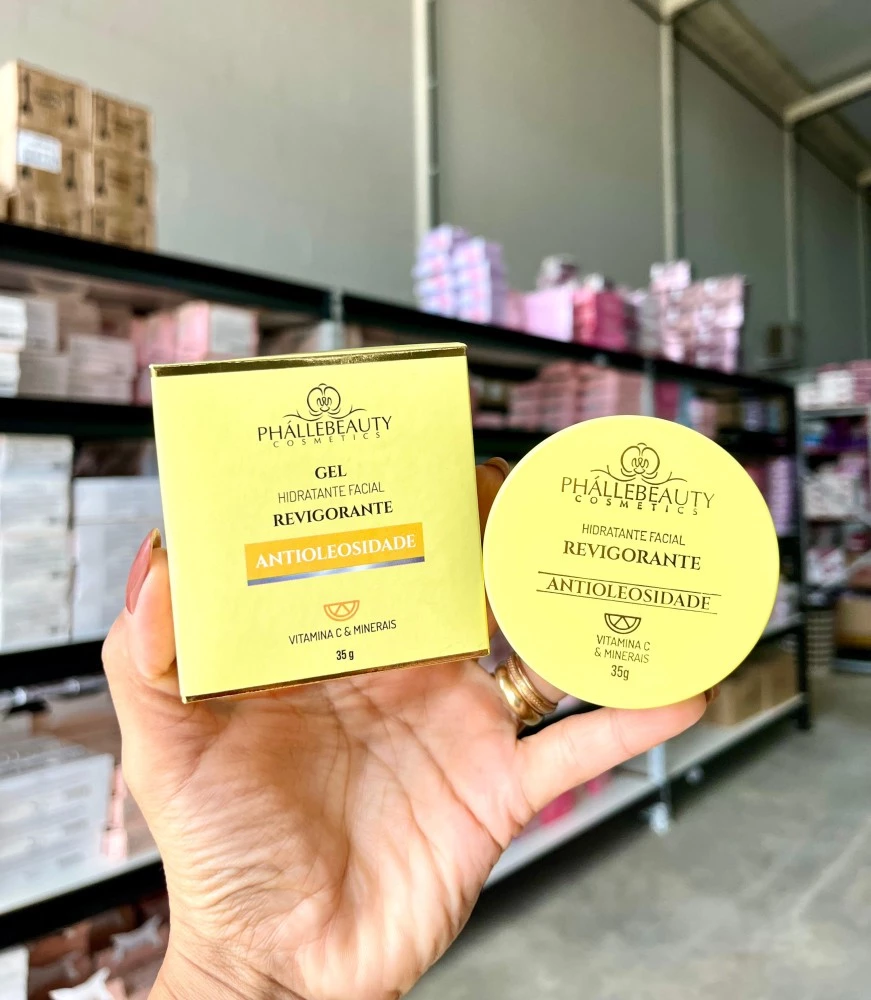 PHÁLLEBEAUTY
COSMETICS
GEL
HIDRATANTE FACIAL
REVIGORANTE
ANTIOLEOSIDADE
VITAMINA C & MINERAIS
35 g
PHÁLLEBEAUTY
COSMETICS
HIDRATANTE FACIAL
REVIGORANTE
ANTIOLEOSIDADE
VITAMINA C
& MINERAIS
35g